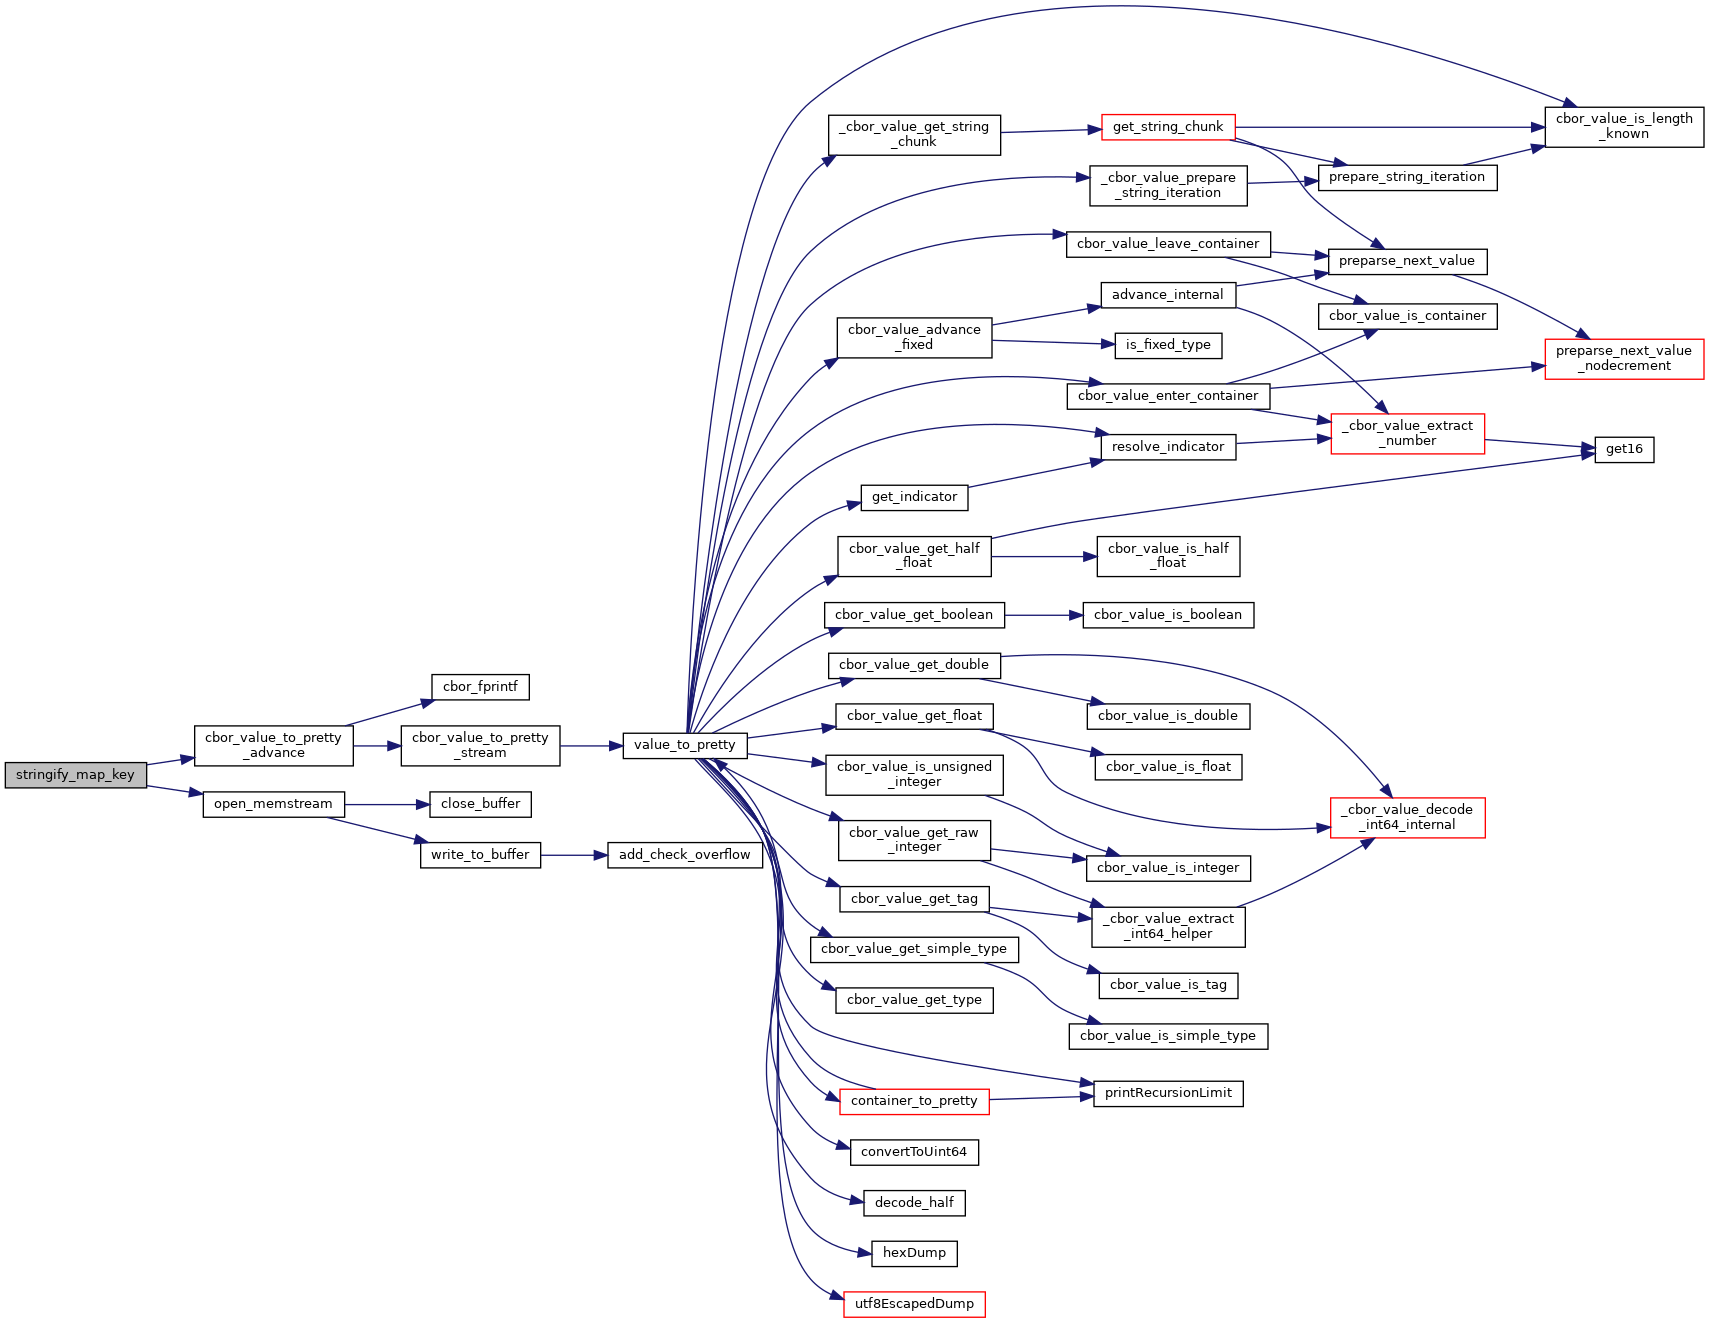 stringify_map_key
cbor_value_to_pretty
_advance
open_memstream
cbor_fprintf
cbor_value_to_pretty
_stream
close_buffer
write_to_buffer
value_to_pretty
add_check_overflow
_cbor_value_get_string
_chunk
cbor_value_advance
_fixed
get_indicator
cbor_value_get_half
_float
cbor_value_get_boolean
cbor_value_get_double
cbor_value_get_float
cbor_value_is_unsigned
_integer
cbor_value_get_raw
_integer
cbor_value_get_tag
cbor_value_get_simple_type
cbor_value_get_type
container_to_pretty
convertToUint64
decode_half
hexDump
utf8EscapedDump
get_string_chunk
_cbor_value_prepare
_string_iteration
cbor_value_leave_container
advance_internal
is_fixed_type
cbor_value_enter_container
resolve_indicator
cbor_value_is_half
_float
cbor_value_is_boolean
cbor_value_is_double
cbor_value_is_float
cbor_value_is_integer
_cbor_value_extract
_int64_helper
cbor_value_is_tag
cbor_value_is_simple_type
printRecursionLimit
prepare_string_iteration
preparse_next_value
cbor_value_is_container
_cbor_value_extract
_number
_cbor_value_decode
_int64_internal
cbor_value_is_length
_known
preparse_next_value
_nodecrement
get16